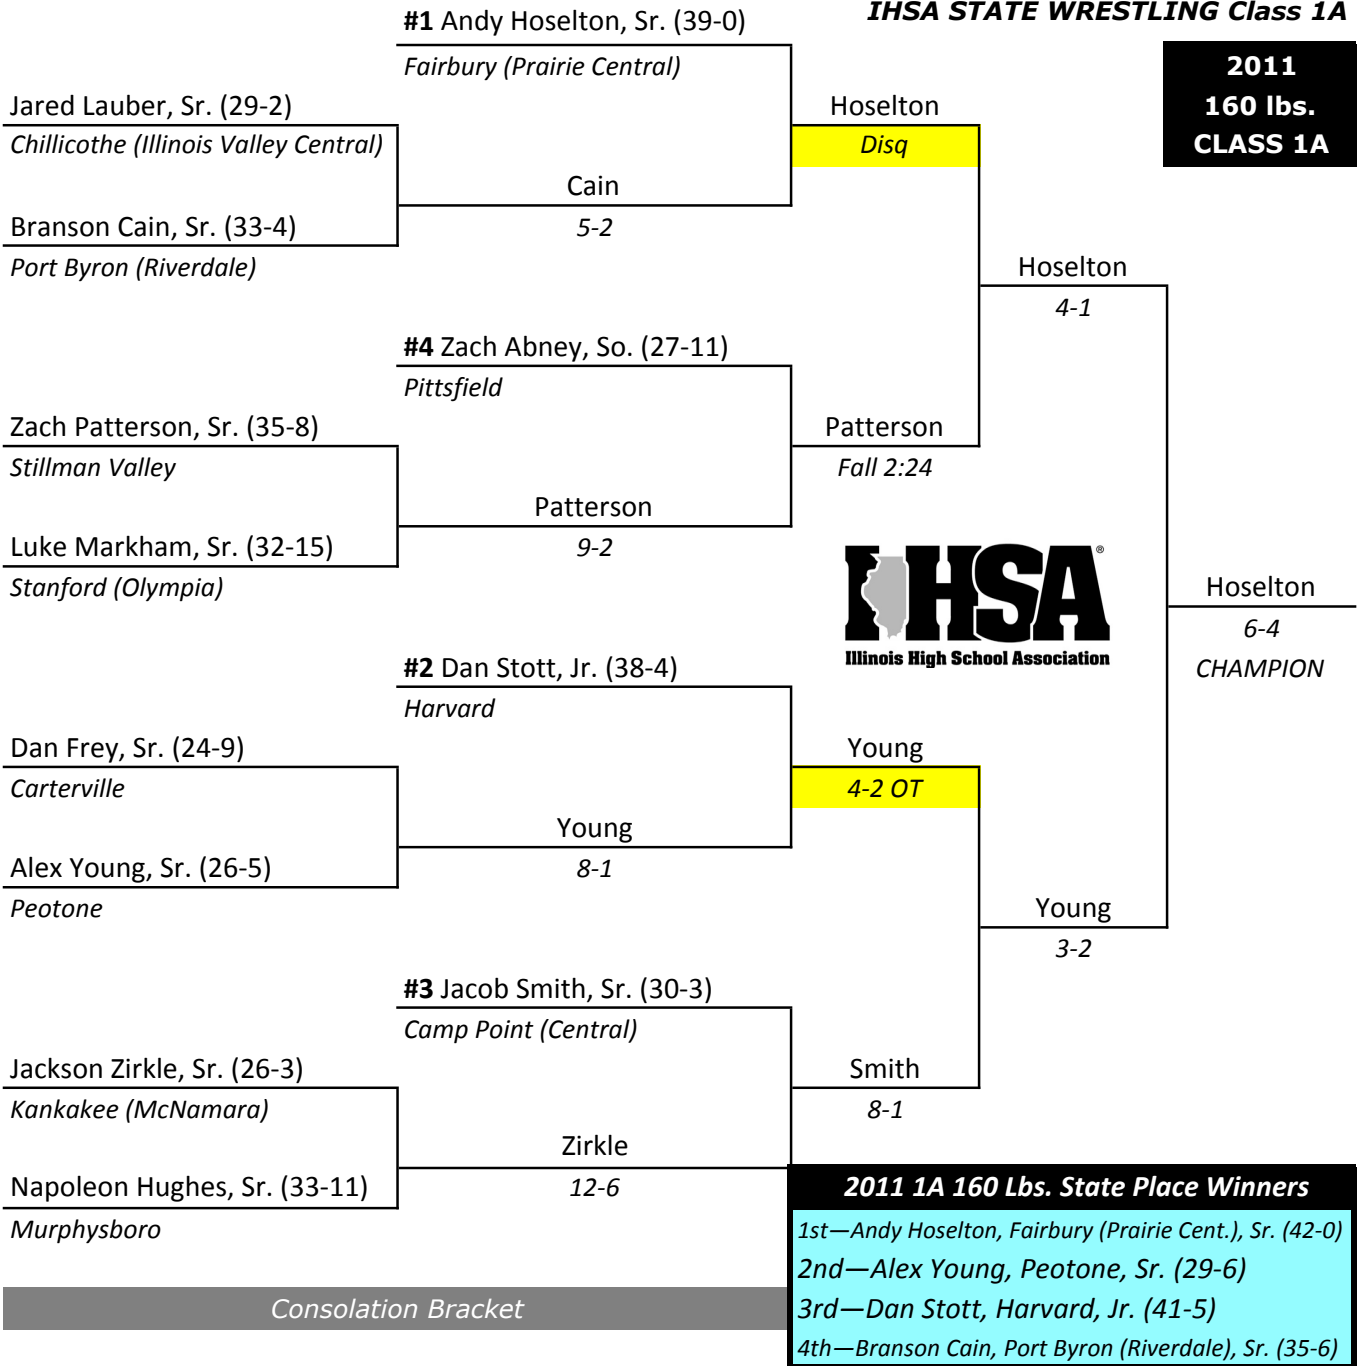 IHSA STATE WRESTLING Class 1A
#1 Andy Hoselton, Sr. (39-0)
Fairbury (Prairie Central)
2011
160 lbs.
CLASS 1A
Jared Lauber, Sr. (29-2)
Chillicothe (Illinois Valley Central)
Hoselton
Disq
Cain
5-2
Branson Cain, Sr. (33-4)
Port Byron (Riverdale)
Hoselton
4-1
#4 Zach Abney, So. (27-11)
Pittsfield
Zach Patterson, Sr. (35-8)
Stillman Valley
Patterson
Fall 2:24
Patterson
9-2
Luke Markham, Sr. (32-15)
Stanford (Olympia)
IHSA®
Illinois High School Association
Hoselton
6-4
CHAMPION
#2 Dan Stott, Jr. (38-4)
Harvard
Dan Frey, Sr. (24-9)
Carterville
Young
4-2 OT
Young
8-1
Alex Young, Sr. (26-5)
Peotone
Young
3-2
#3 Jacob Smith, Sr. (30-3)
Camp Point (Central)
Jackson Zirkle, Sr. (26-3)
Kankakee (McNamara)
Smith
8-1
Zirkle
12-6
Napoleon Hughes, Sr. (33-11)
Murphysboro
2011 1A 160 Lbs. State Place Winners
1st—Andy Hoselton, Fairbury (Prairie Cent.), Sr. (42-0)
2nd—Alex Young, Peotone, Sr. (29-6)
3rd—Dan Stott, Harvard, Jr. (41-5)
4th—Branson Cain, Port Byron (Riverdale), Sr. (35-6)
Consolation Bracket